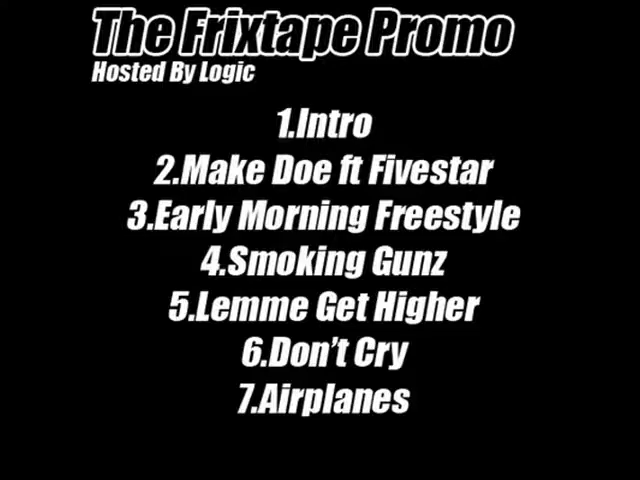 The Frixtape Promo
Hosted By Logic
1.Intro
2.Make Doe ft Fivestar
3.Early Morning Freestyle
4.Smoking Gunz
5.Lemme Get Higher
6.Don't Cry
7.Airplanes